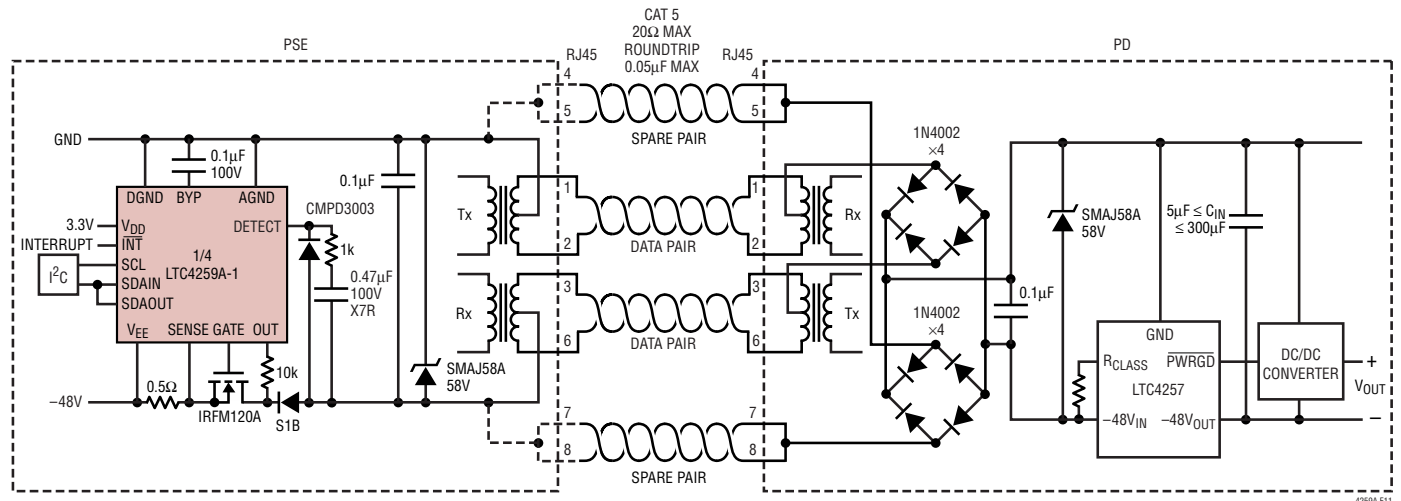 CAT 5
20Ω MAX
ROUNDTRIP
0.05μF MAX
PSE
RJ45
RJ45
PD
4
5
4
5
SPARE PAIR
GND
0.1μF
100V
0.1μF
DGND BYP AGND
CMPD3003
3.3V
VDD
INTERRUPT
INT
DETECT
1k
I2C
SCL
SDAIN
SDAOUT
1/4
LTC4259A-1
0.47μF
100V
X7R
VEE SENSE GATE OUT
–48V
0.5Ω
IRFM120A
10k
S1B
SMAJ58A
58V
Tx
1
2
DATA PAIR
1
2
Rx
Rx
3
6
DATA PAIR
3
6
Tx
7
8
SPARE PAIR
7
8
1N4002
×4
1N4002
×4
0.1μF
SMAJ58A
58V
5μF ≤ CIN
≤ 300μF
GND
RCLASS
PWRGD
LTC4257
–48VIN
–48VOUT
DC/DC
CONVERTER
+
VOUT
–
4259A F11